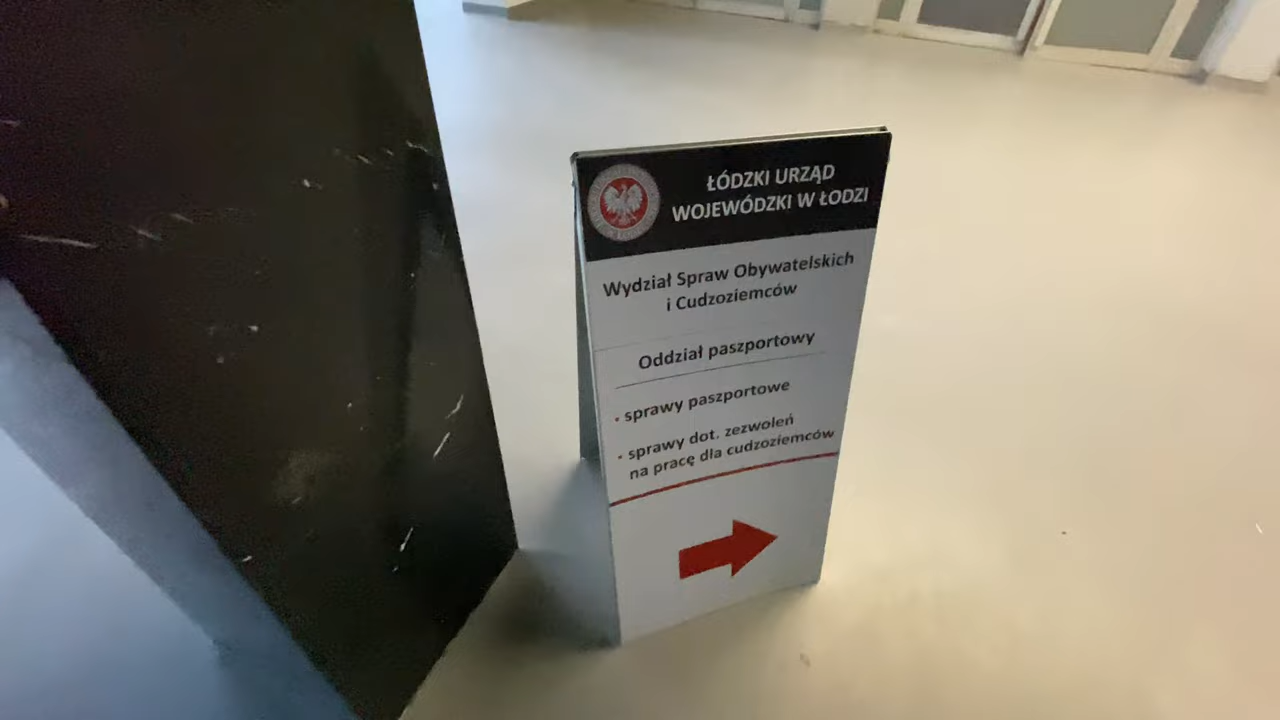 ŁÓDZKI URZĄD
WOJEWÓDZKI W ŁODZI
Wydział Spraw Obywatelskich
i Cudzoziemców
Oddział paszportowy
• sprawy paszportowe
• sprawy dot. zezwoleń
na pracę dla cudzoziemców